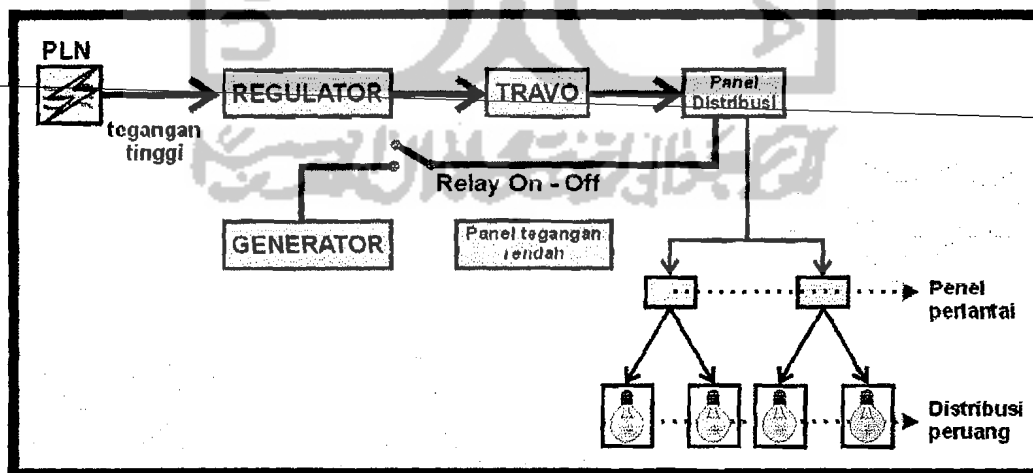 PLN
REGULATOR
TRAVO
Panel
Distribusi
tegangan
tinggi
Relay On - Off
GENERATOR
Panel tegangan
rendah
Penel
perlantai
Distribusi
peruang